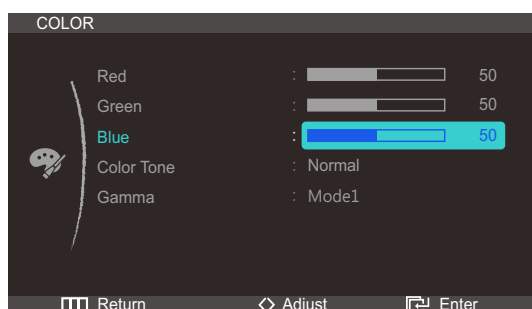 COLOR
Red : 50
Green : 50
Blue : 50
Color Tone : Normal
Gamma : Mode1
Return Adjust Enter